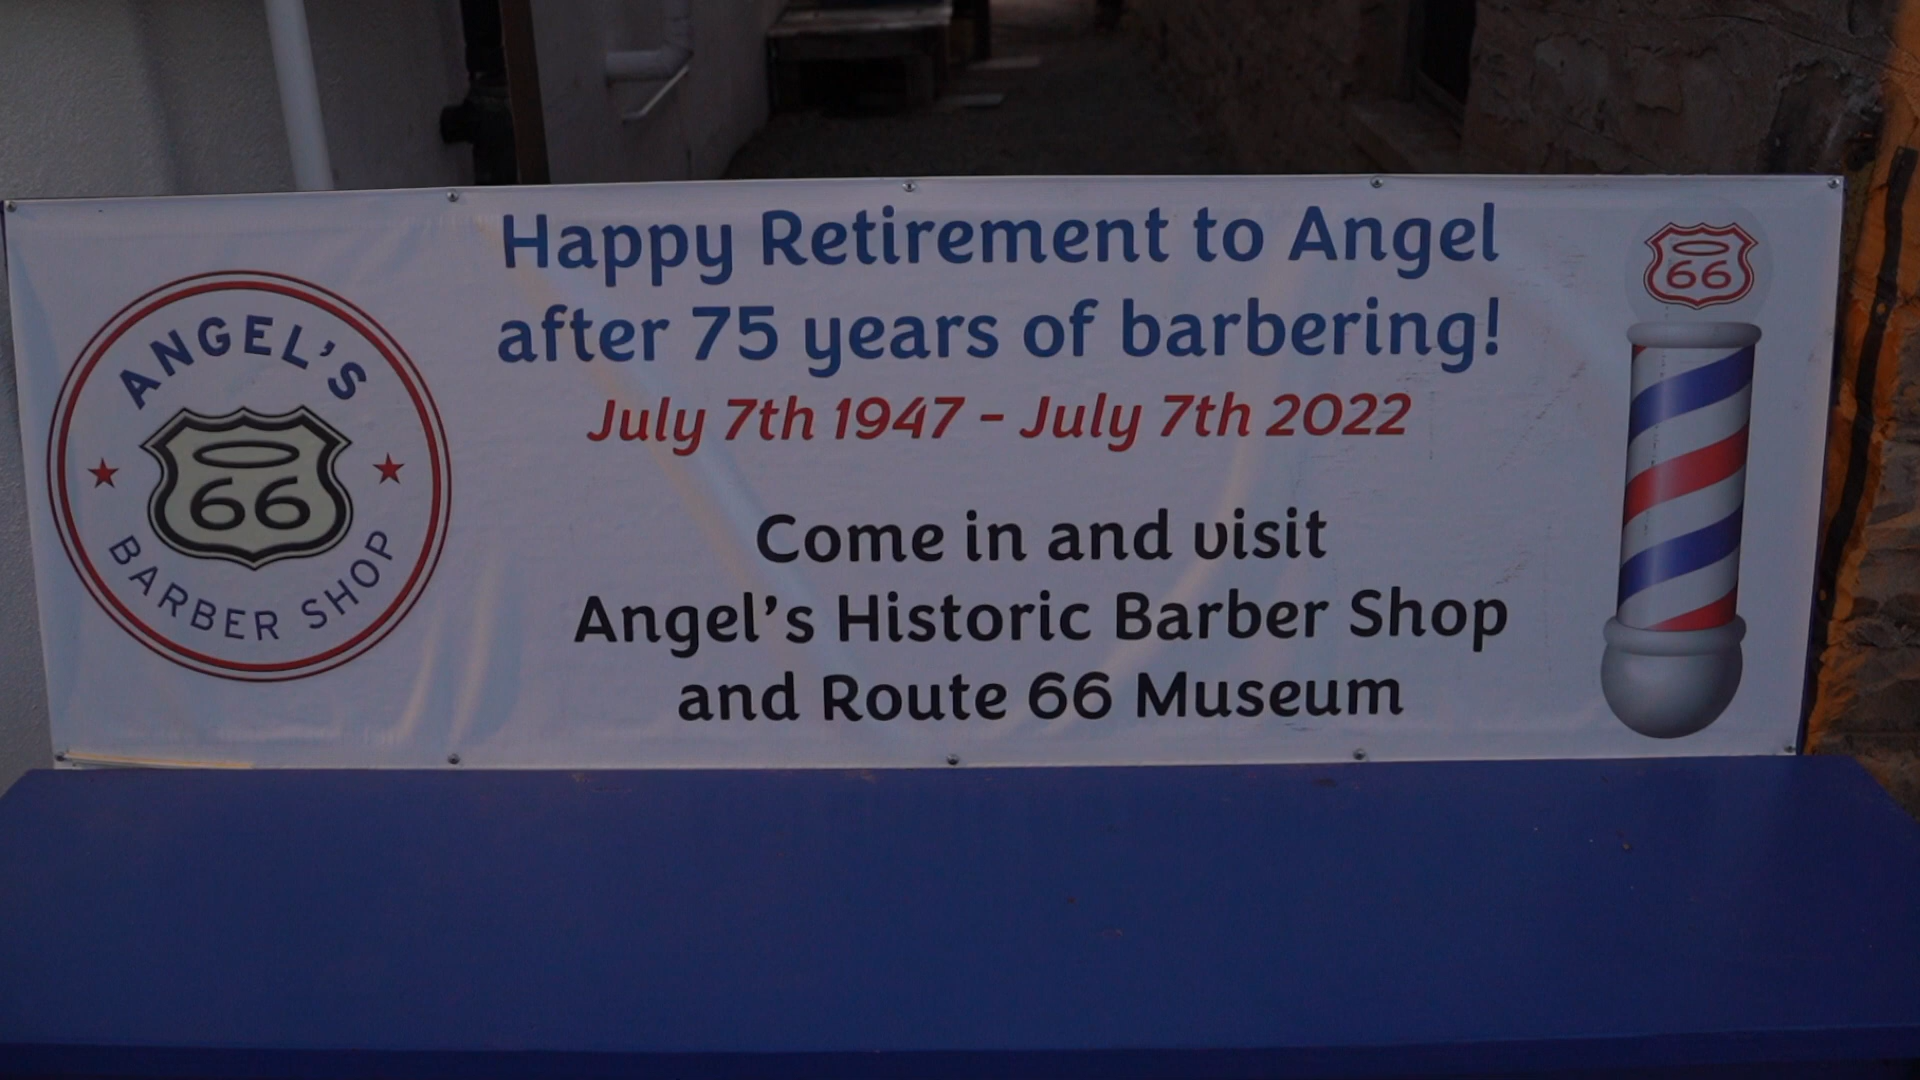 ANGEL'S
66
BARBER SHOP
Happy Retirement to Angel
after 75 years of barbering!
July 7th 1947 - July 7th 2022
Come in and visit
Angel's Historic Barber Shop
and Route 66 Museum
66